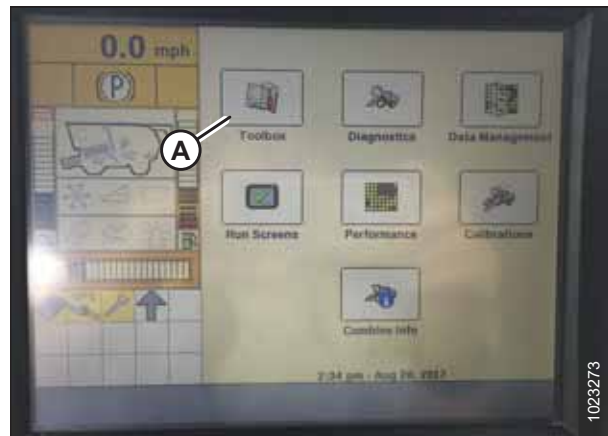 0.0 mph
(P)
A
Toolbox
Diagnostics
Data Management
Run Screens
Performance
Calibrations
Combine Info
1023273